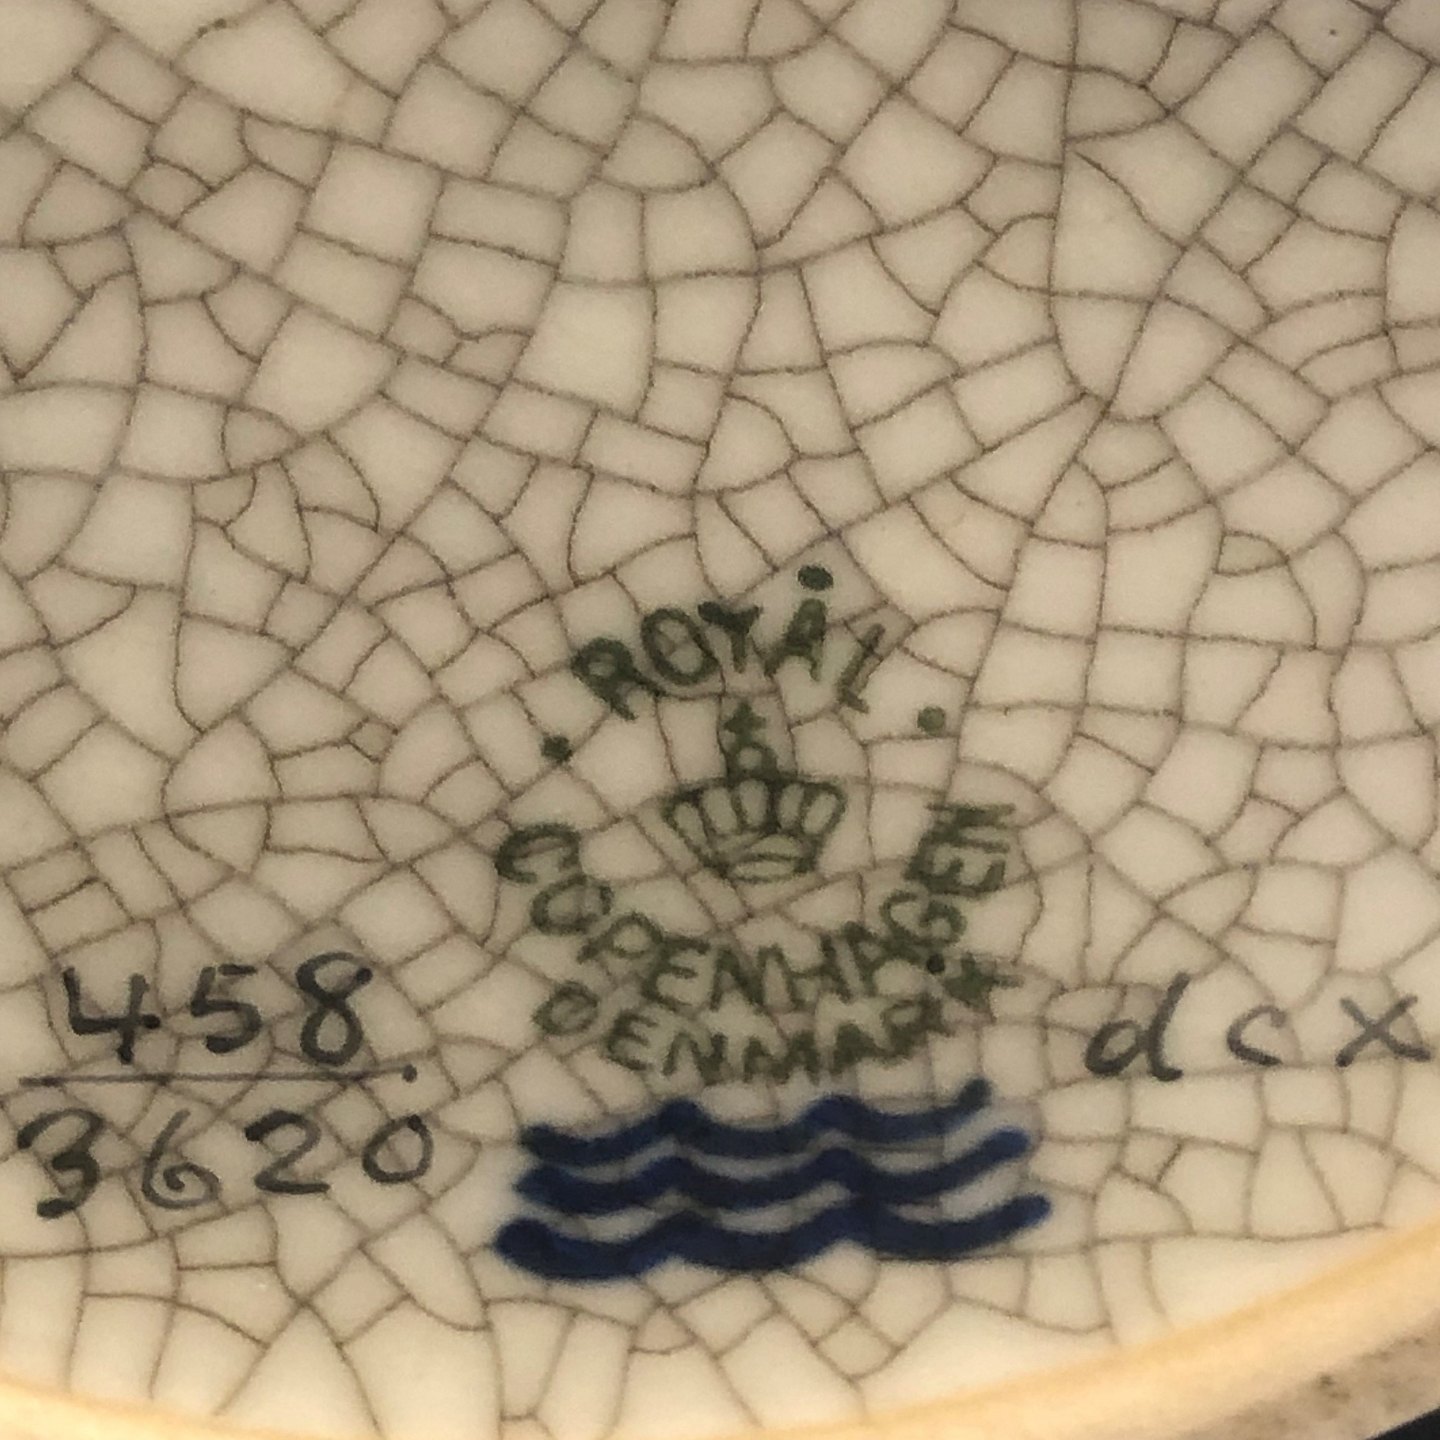 ROYAL
COPENHAGEN
DENMARK
458
3620
dcx